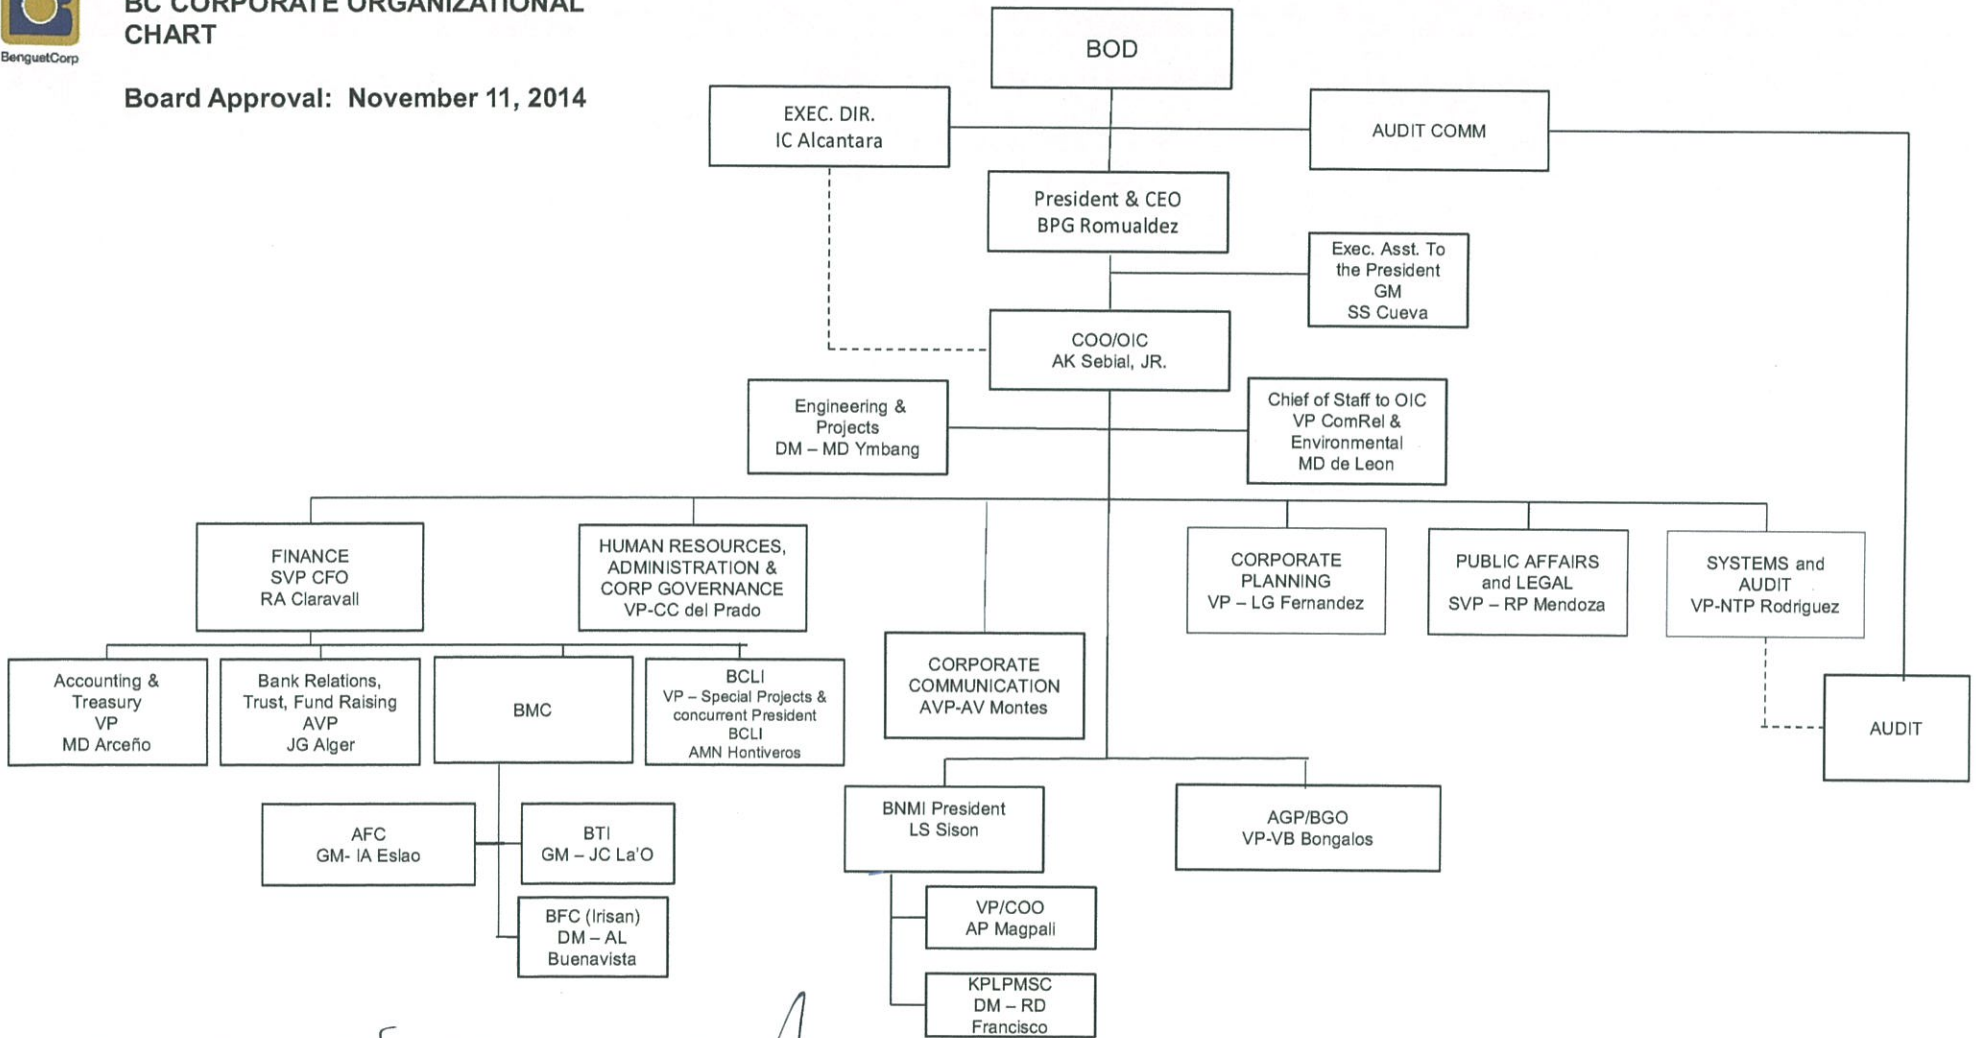 BC CORPORATE ORGANIZATIONAL
CHART
BenguetCorp
Board Approval: November 11, 2014
BOD
EXEC. DIR.
IC Alcantara
AUDIT COMM
President & CEO
BPG Romualdez
Exec. Asst. To
the President
GM
SS Cueva
COO/OIC
AK Sebial, JR.
Engineering &
Projects
DM – MD Ymbang
Chief of Staff to OIC
VP ComRel &
Environmental
MD de Leon
FINANCE
SVP CFO
RA Claravall
HUMAN RESOURCES,
ADMINISTRATION &
CORP GOVERNANCE
VP-CC del Prado
CORPORATE
PLANNING
VP – LG Fernandez
PUBLIC AFFAIRS
and LEGAL
SVP – RP Mendoza
SYSTEMS and
AUDIT
VP-NTP Rodriguez
Accounting &
Treasury
VP
MD Arceño
Bank Relations,
Trust, Fund Raising
AVP
JG Alger
BMC
BCLI
VP – Special Projects &
concurrent President
BCLI
AMN Hontiveros
CORPORATE
COMMUNICATION
AVP-AV Montes
AUDIT
AFC
GM- IA Eslao
BTI
GM – JC La'O
BFC (Irisan)
DM – AL
Buenavista
BNMI President
LS Sison
AGP/BGO
VP-VB Bongalos
VP/COO
AP Magpali
KPLPMSC
DM – RD
Francisco